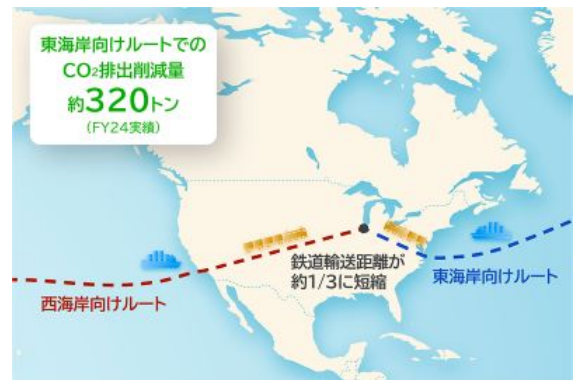 東海岸向けルートでの
CO₂排出削減量
約320トン
(FY24実績)
鉄道輸送距離が
約1/3に短縮
東海岸向けルート
西海岸向けルート